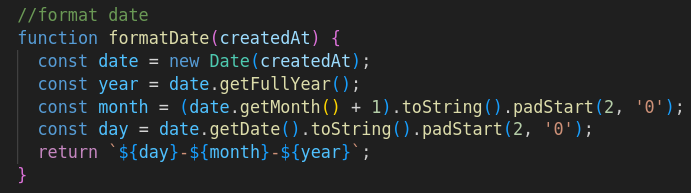 //format date
function formatDate(createdAt) {
  const date = new Date(createdAt);
  const year = date.getFullYear();
  const month = (date.getMonth() + 1).toString().padStart(2, '0');
  const day = date.getDate().toString().padStart(2, '0');
  return `${day}-${month}-${year}`;
}